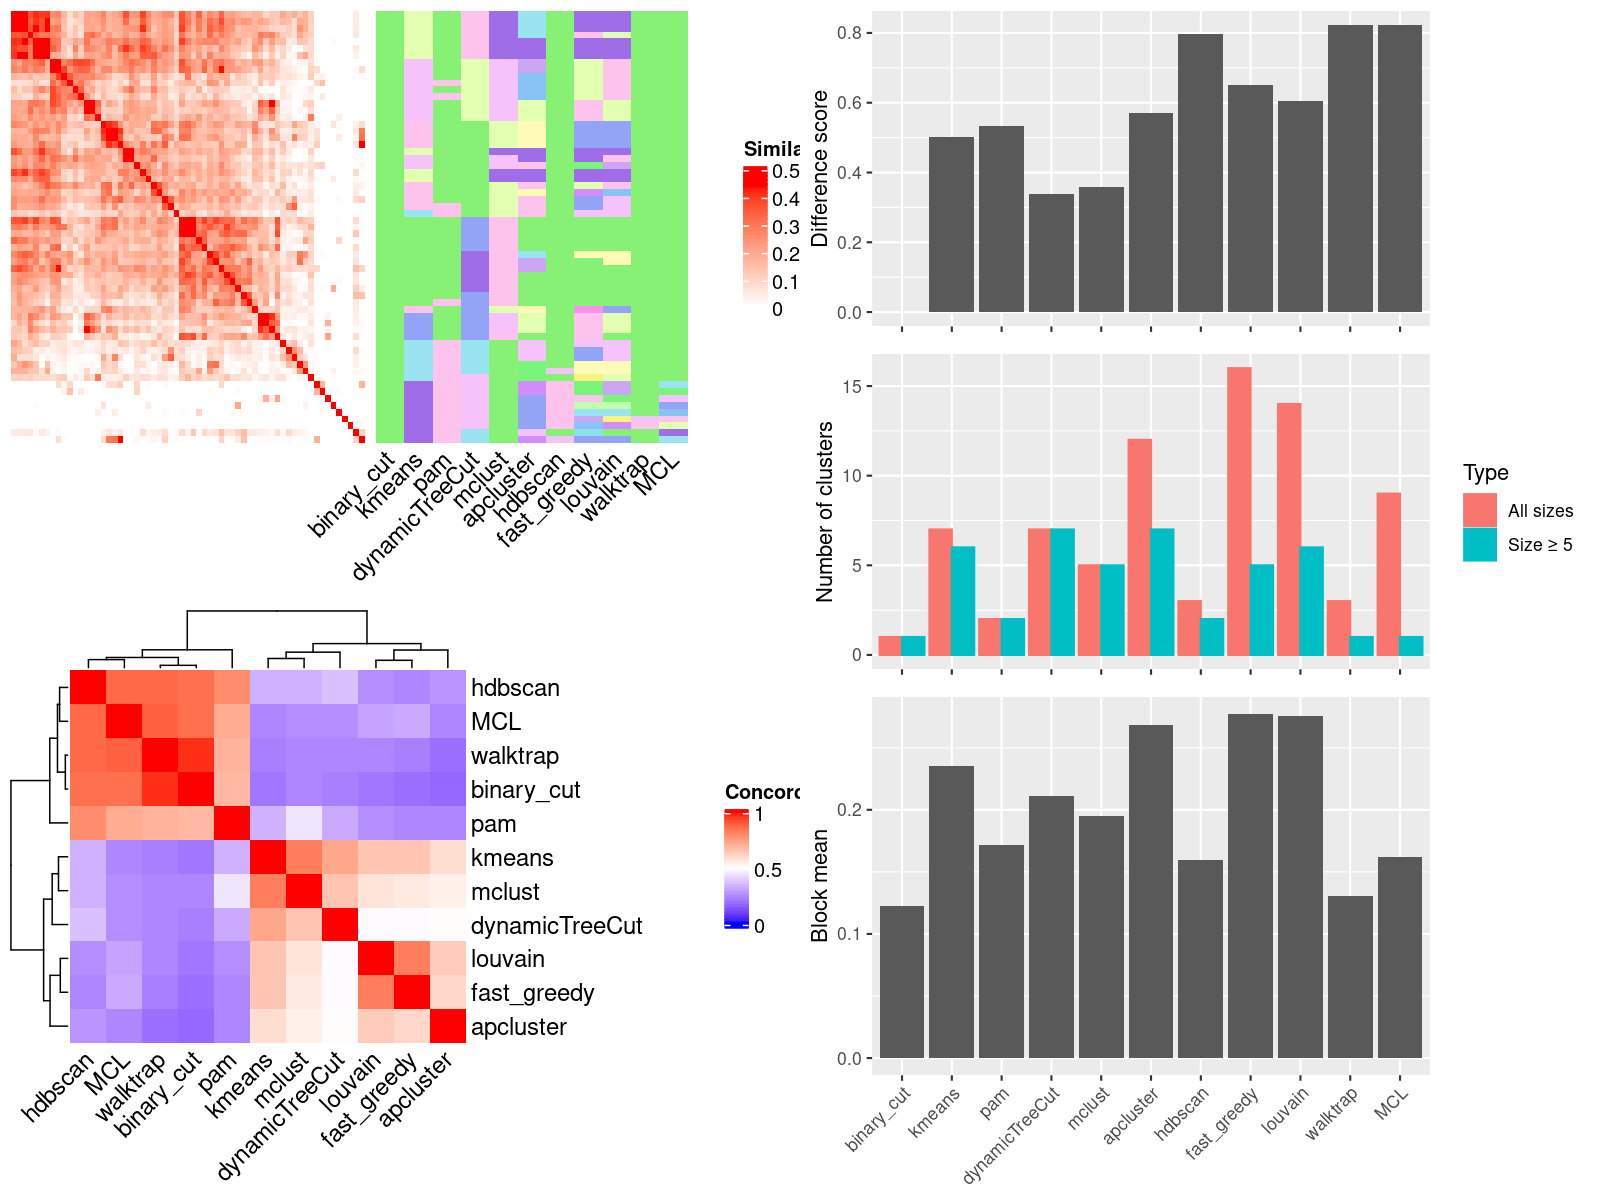 Simila
0.5
0.4
0.3
0.2
0.1
0
binary_cut
kmeans
pam
dynamicTreeCut
mclust
apcluster
hdbscan
fast_greedy
louvain
walktrap
MCL
hdbscan
MCL
walktrap
binary_cut
pam
kmeans
mclust
dynamicTreeCut
louvain
fast_greedy
apcluster
Concord
1
0.5
0
hdbscan
MCL
walktrap
binary_cut
pam
kmeans
mclust
dynamicTreeCut
louvain
fast_greedy
apcluster
Difference score
0.8
0.6
0.4
0.2
0.0
Number of clusters
15
10
5
0
Type
All sizes
Size ≥ 5
Block mean
0.2
0.1
0.0
binary_cut
kmeans
pam
dynamicTreeCut
mclust
apcluster
hdbscan
fast_greedy
louvain
walktrap
MCL